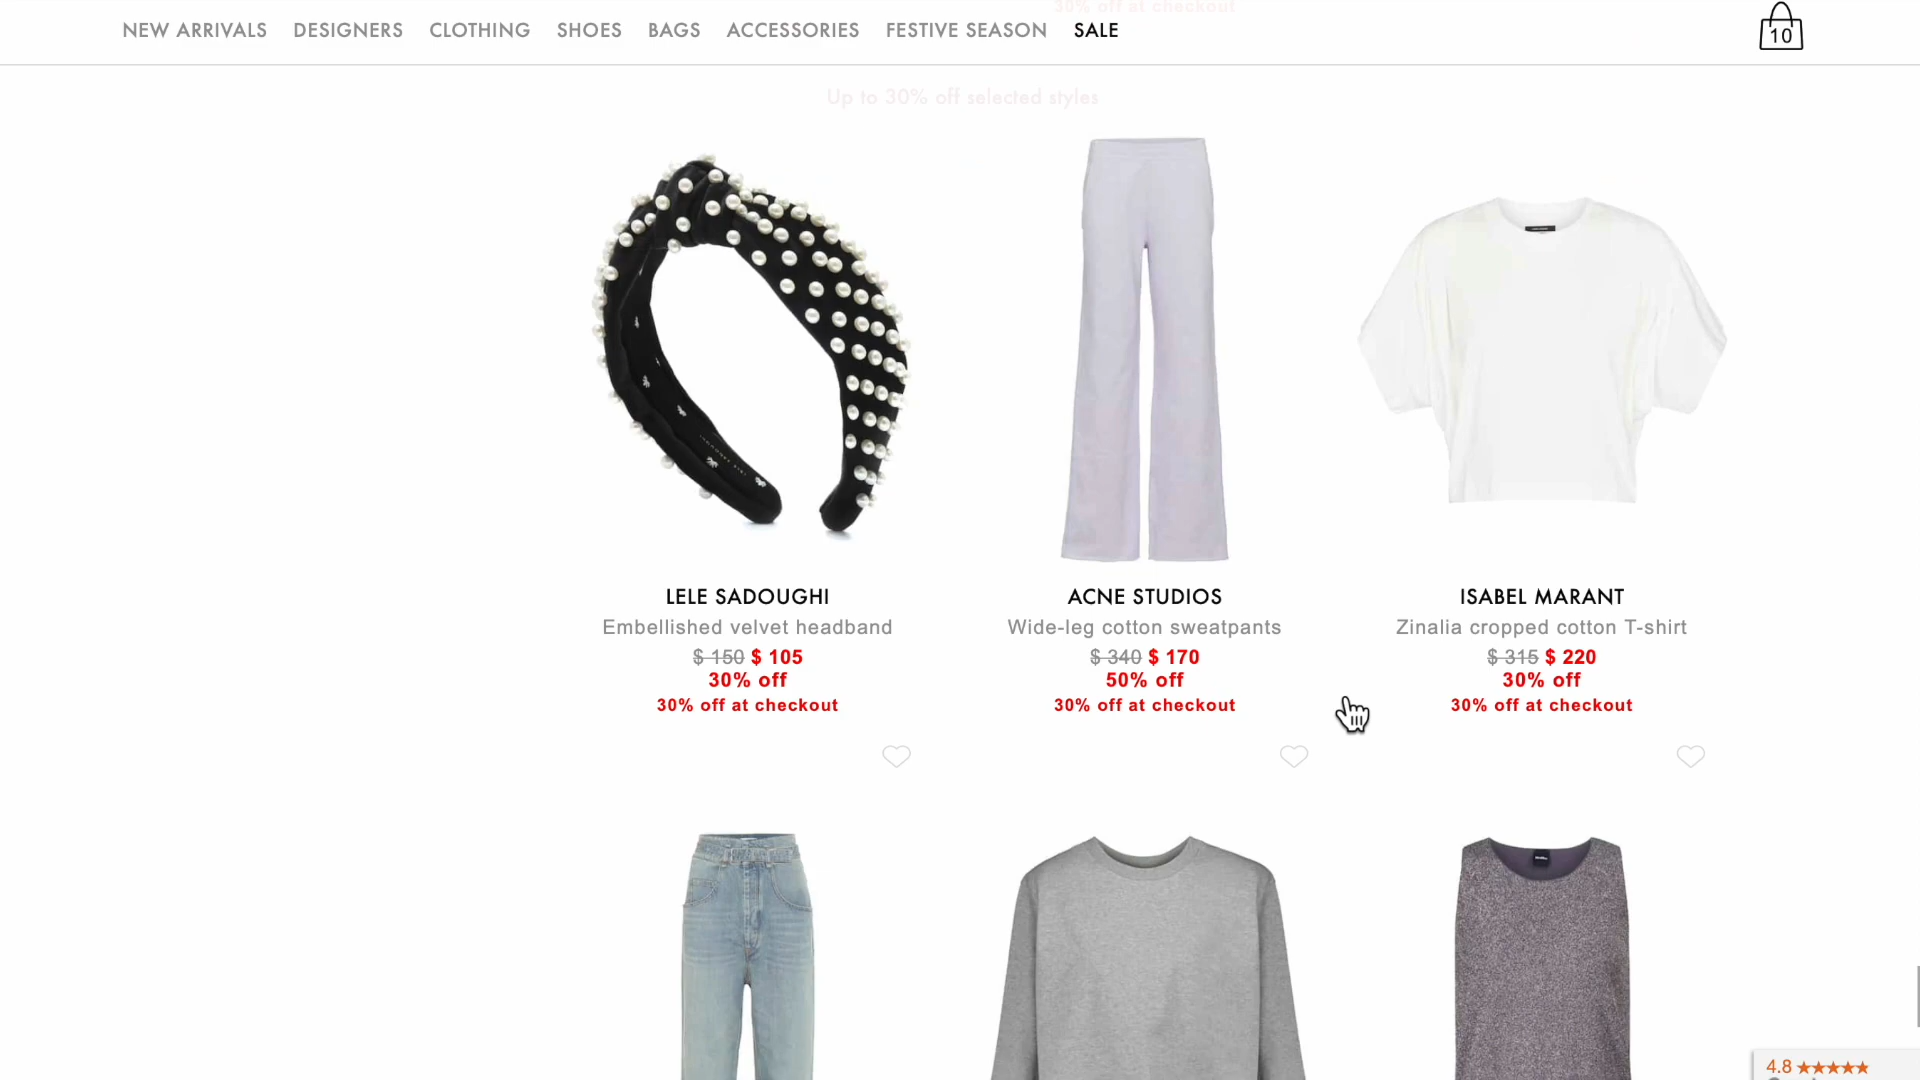 30% off at checkout
NEW ARRIVALS DESIGNERS CLOTHING SHOES BAGS ACCESSORIES FESTIVE SEASON SALE
10
Up to 30% off selected styles
LELE SADOUGHI
Embellished velvet headband
$ 150 $ 105
30% off
30% off at checkout
ACNE STUDIOS
Wide-leg cotton sweatpants
$ 340 $ 170
50% off
30% off at checkout
ISABEL MARANT
Zinalia cropped cotton T-shirt
$ 315 $ 220
30% off
30% off at checkout
4.8